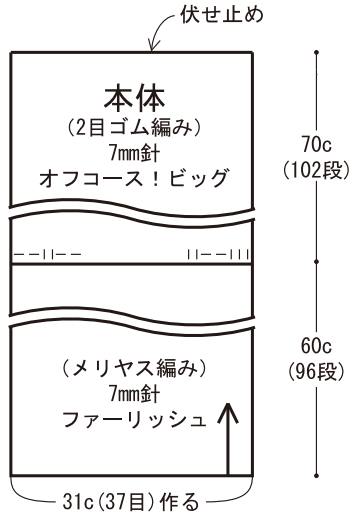 伏せ止め
本体
（2目ゴム編み）
7mm針
オフコース！ビッグ
70c
（102段）
60c
（96段）
（メリヤス編み）
7mm針
ファーリッシュ
31c（37目）作る